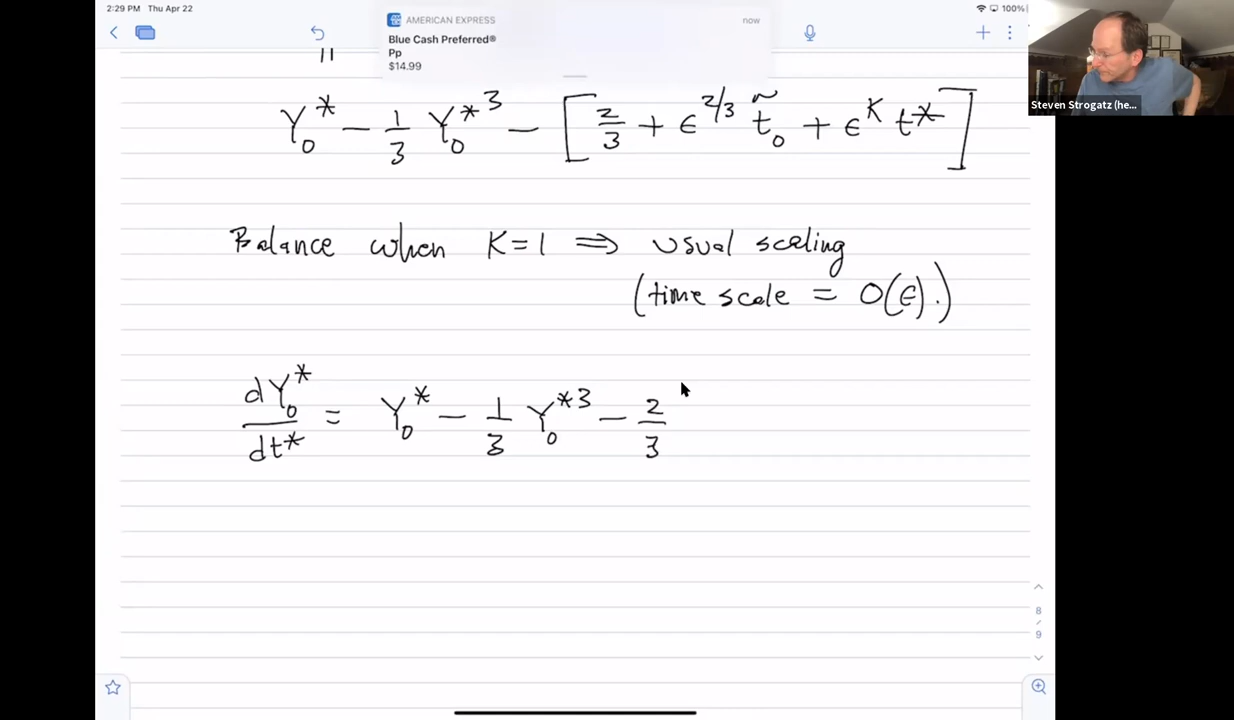 2:29 PM Thu Apr 22
100%
AMERICAN EXPRESS now
Blue Cash Preferred®
Pp
$14.99
Steven Strogatz (he...
Y₀* − 1/3 Y₀*³ − [2/3 + ϵ^{2/3} t̃₀ + ϵ^K t*]
Balance when K=1 ⟹ usual scaling
(time scale = O(ϵ).)
dY₀*/dt* = Y₀* − 1/3 Y₀*³ − 2/3
8
/
9